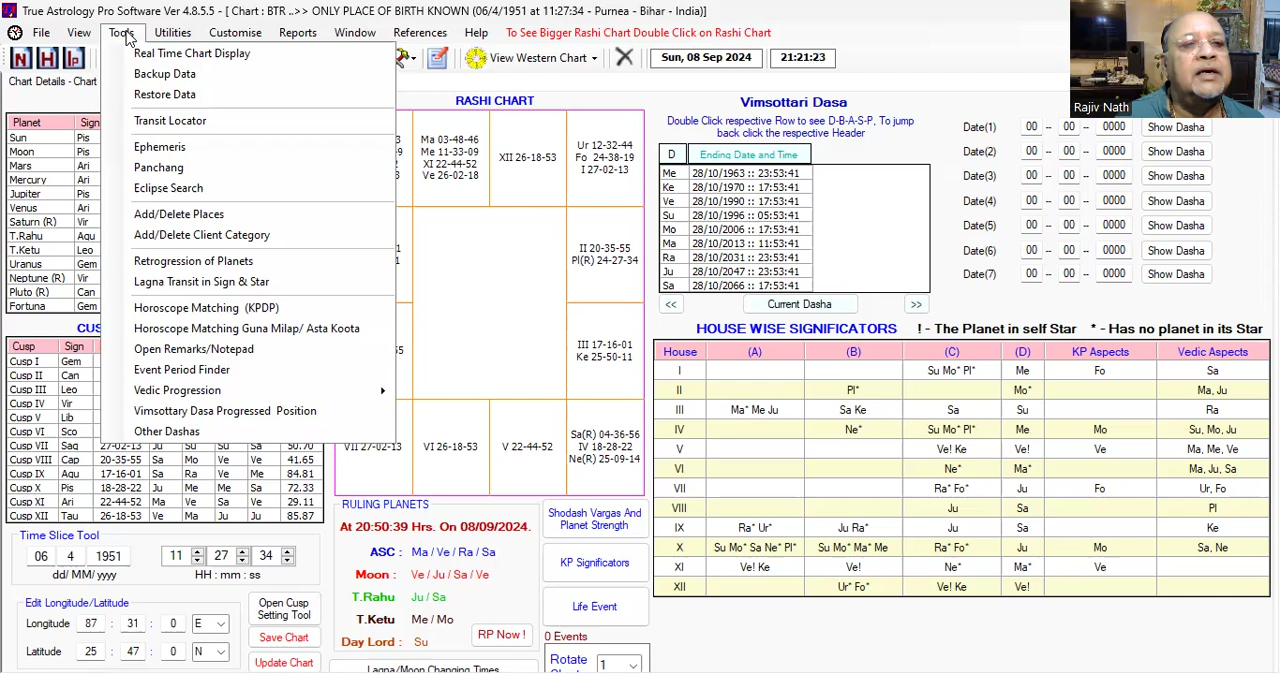 True Astrology Pro Software Ver 4.8.5.5 - [ Chart : BTR ..>> ONLY PLACE OF BIRTH KNOWN (06/4/1951 at 11:27:34 - Purnea - Bihar - India)]
File View Tools Utilities Customise Reports Window References Help To See Bigger Rashi Chart Double Click on Rashi Chart
N H Ip View Western Chart Sun, 08 Sep 2024 21:21:23
Rajiv Nath
Chart Details - Chart
Real Time Chart Display
Backup Data
Restore Data
Transit Locator
Ephemeris
Panchang
Eclipse Search
Add/Delete Places
Add/Delete Client Category
Retrogression of Planets
Lagna Transit in Sign & Star
Horoscope Matching (KPDP)
Horoscope Matching Guna Milap/ Asta Koota
Open Remarks/Notepad
Event Period Finder
Vedic Progression
Vimsottary Dasa Progressed Position
Other Dashas
Planet Sign
Sun Pis
Moon Pis
Mars Ari
Mercury Ari
Jupiter Pis
Venus Ari
Saturn (R) Vir
T.Rahu Aqu
T.Ketu Leo
Uranus Gem
Neptune (R) Vir
Pluto (R) Can
Fortuna Gem
Cusp Sign
Cusp I Gem
Cusp II Can
Cusp III Leo
Cusp IV Vir
Cusp V Lib
Cusp VI Sco
Cusp VII Sag 27-02-13 Ju Su Sa 50.70
Cusp VIII Cap 20-35-55 Sa Mo Ve Ve 41.65
Cusp IX Aqu 17-16-01 Sa Ra Ve Me 84.81
Cusp X Pis 18-28-22 Ju Me Me Sa 72.33
Cusp XI Ari 22-44-52 Ma Ve Sa Ve 29.11
Cusp XII Tau 26-18-53 Ve Ma Ju Ju 85.87
Time Slice Tool
06 4 1951 11 27 34
dd/ MM/ yyyy HH : mm : ss
Edit Longitude/Latitude
Longitude 87 : 31 : 0 E
Latitude 25 : 47 : 0 N
Open Cusp Setting Tool
Save Chart
Update Chart
RASHI CHART
Ma 03-48-46
Me 11-33-09
XI 22-44-52
Ve 26-02-18
XII 26-18-53
Ur 12-32-44
Fo 24-38-19
I 27-02-13
II 20-35-55
Pl(R) 24-27-34
III 17-16-01
Ke 25-50-11
VII 27-02-13
VI 26-18-53
V 22-44-52
Sa(R) 04-36-56
IV 18-28-22
Ne(R) 25-09-14
RULING PLANETS
At 20:50:39 Hrs. On 08/09/2024.
ASC : Ma / Ve / Ra / Sa
Moon : Ve / Ju / Sa / Ve
T.Rahu Ju / Sa
T.Ketu Me / Mo
Day Lord : Su RP Now !
Lagna/Moon Changing Times
Shodash Vargas And Planet Strength
KP Significators
Life Event
0 Events
Rotate 1
Vimsottari Dasa
Double Click respective Row to see D-B-A-S-P, To jump
back click the respective Header
D Ending Date and Time
Me 28/10/1963 :: 23:53:41
Ke 28/10/1970 :: 17:53:41
Ve 28/10/1990 :: 17:53:41
Su 28/10/1996 :: 05:53:41
Mo 28/10/2006 :: 17:53:41
Ma 28/10/2013 :: 11:53:41
Ra 28/10/2031 :: 23:53:41
Ju 28/10/2047 :: 23:53:41
Sa 28/10/2066 :: 17:53:41
<< Current Dasha >>
Date(1) 00 -- 00 -- 0000 Show Dasha
Date(2) 00 -- 00 -- 0000 Show Dasha
Date(3) 00 -- 00 -- 0000 Show Dasha
Date(4) 00 -- 00 -- 0000 Show Dasha
Date(5) 00 -- 00 -- 0000 Show Dasha
Date(6) 00 -- 00 -- 0000 Show Dasha
Date(7) 00 -- 00 -- 0000 Show Dasha
HOUSE WISE SIGNIFICATORS ! - The Planet in self Star * - Has no planet in its Star
House (A) (B) (C) (D) KP Aspects Vedic Aspects
I Su Mo* Pl* Me Fo Sa
II Pl* Mo* Ma, Ju
III Ma* Me Ju Sa Ke Sa Su Ra
IV Ne* Su Mo* Pl* Me Mo Su, Mo, Ju
V Ve! Ke Ve! Ve Ma, Me, Ve
VI Ne* Ma* Ma, Ju, Sa
VII Ra* Fo* Ju Fo Ur, Fo
VIII Ju Sa Pl
IX Ra* Ur* Ju Ra* Ju Sa Ke
X Su Mo* Sa Ne* Pl* Su Mo* Ma* Me Ra* Fo* Ju Mo Sa, Ne
XI Ve! Ke Ve! Ne* Ma* Ve
XII Ur* Fo* Ve! Ke Ve!